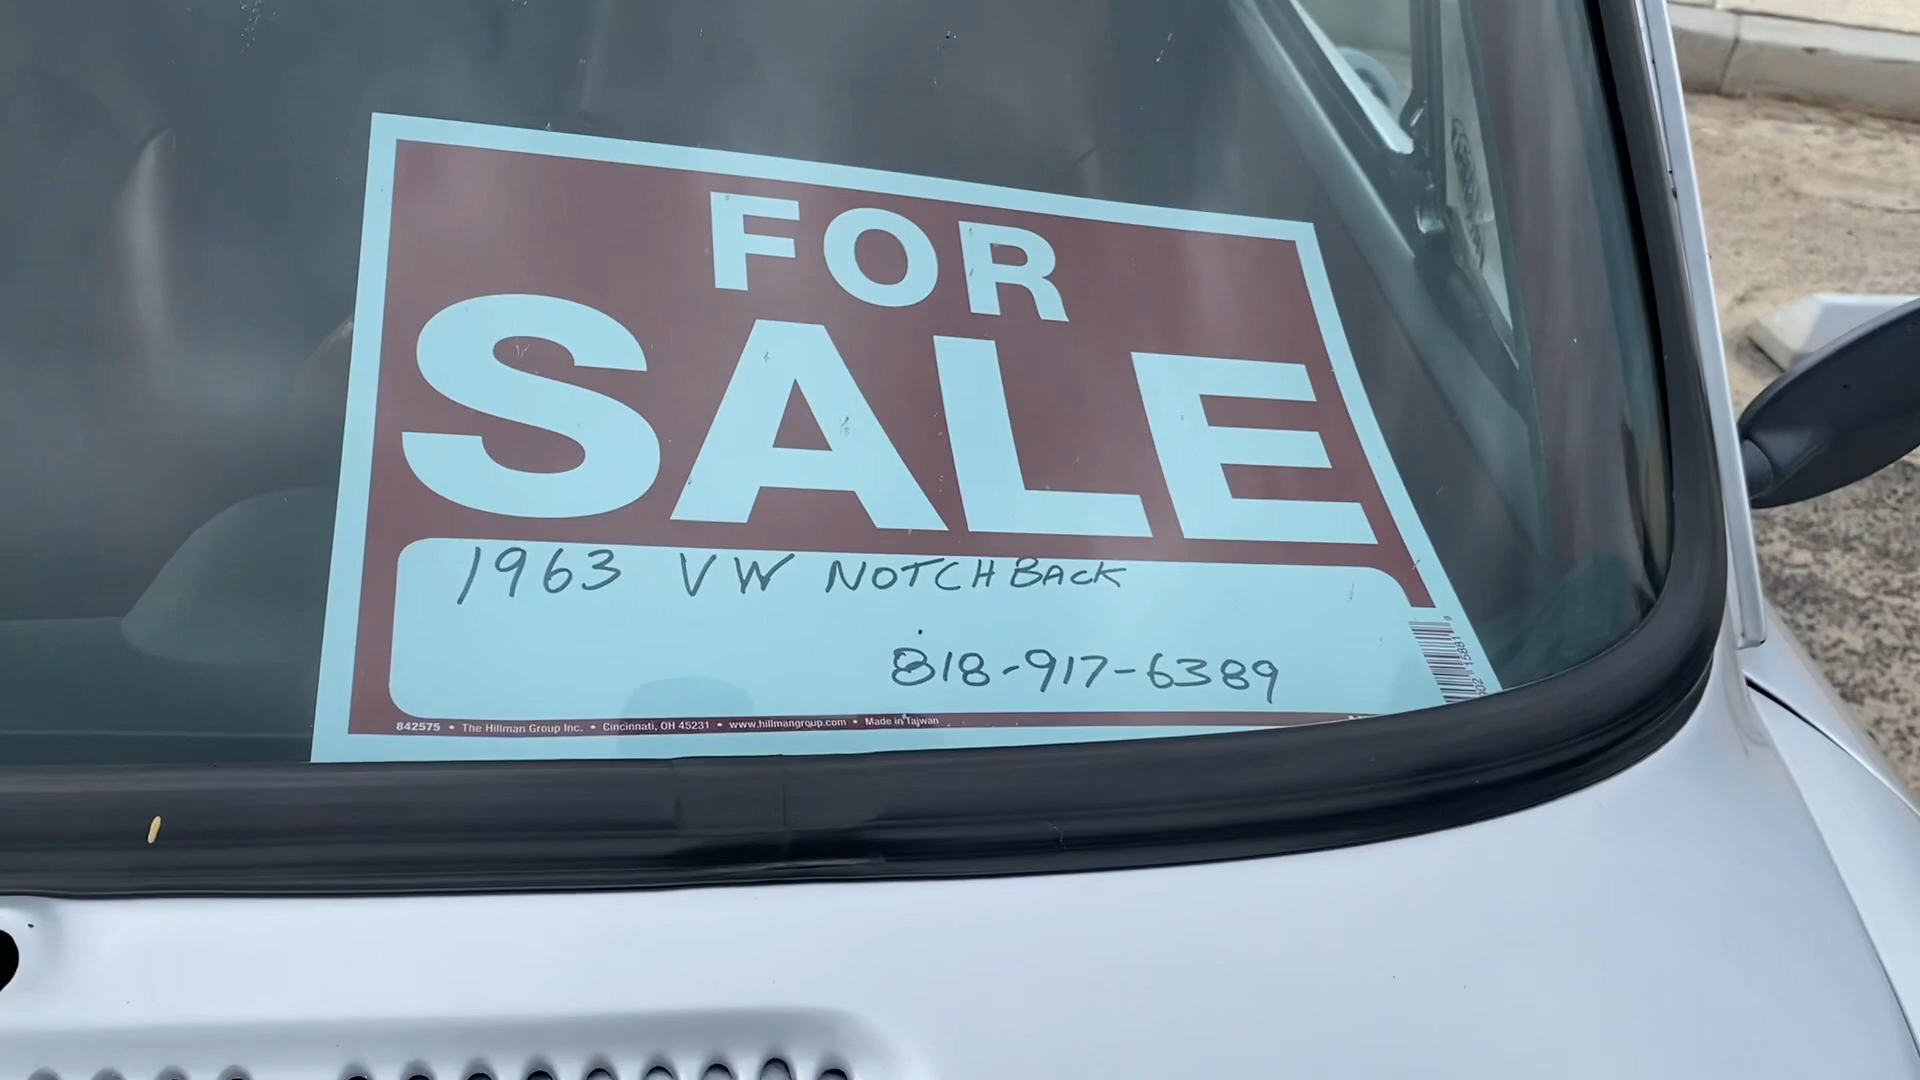 FOR
SALE
1963 VW NOTCHBACK
818-917-6389
842575 • The Hillman Group Inc. • Cincinnati, OH 45231 • www.hillmangroup.com • Made in Taiwan